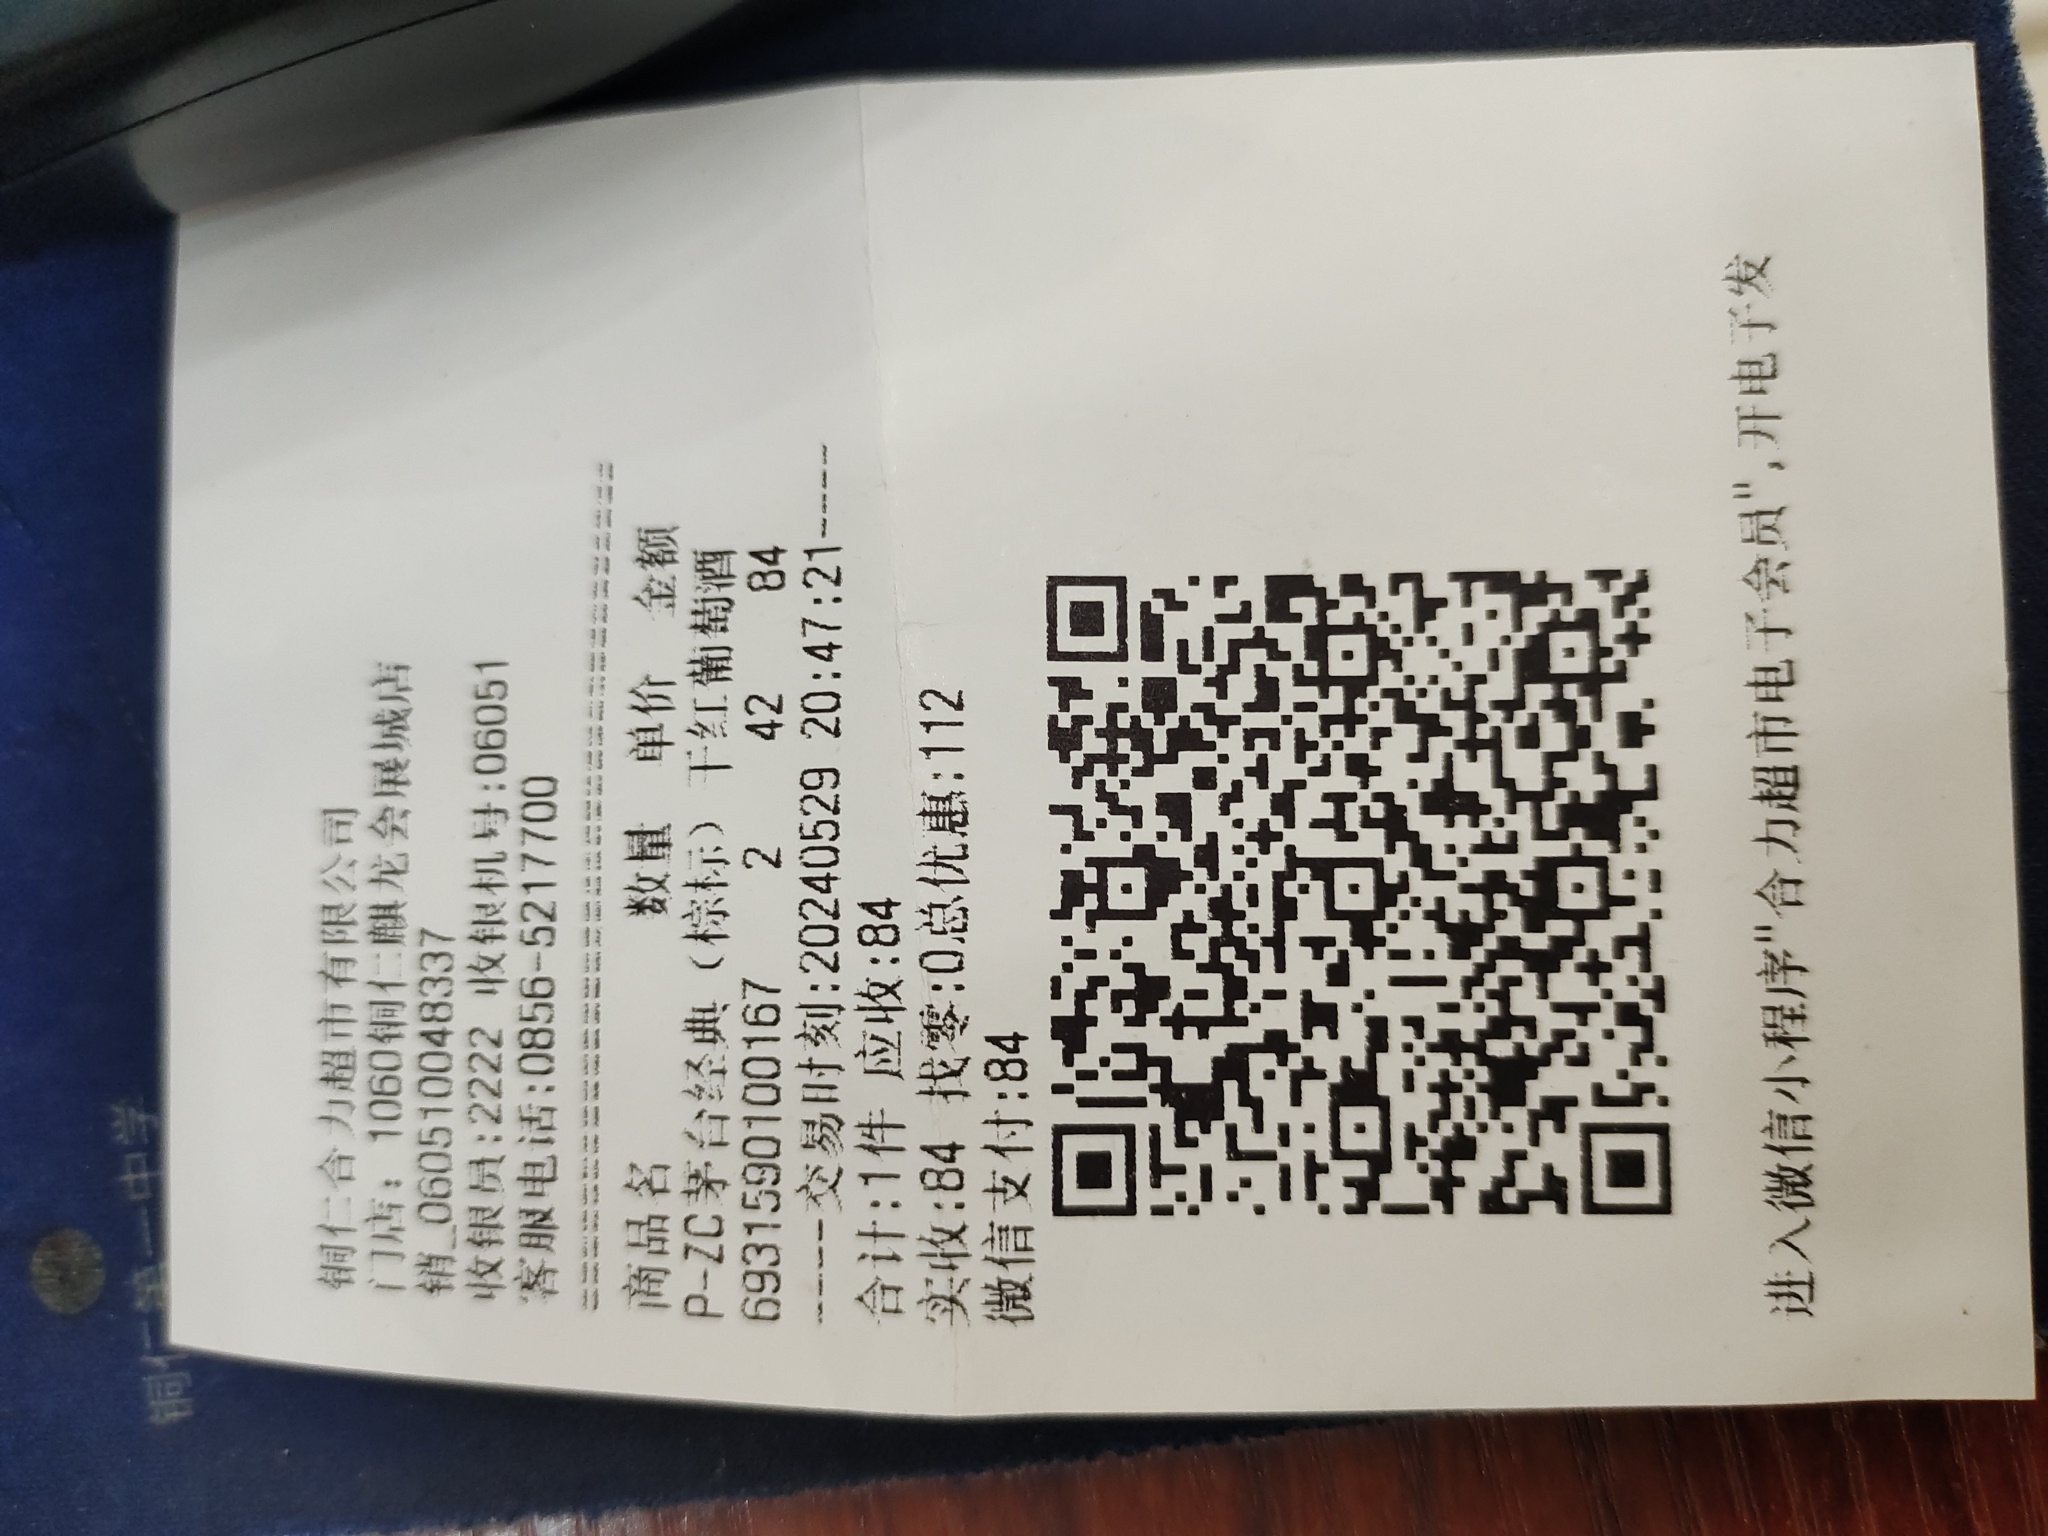 铜仁合力超市有限公司
门店: 1060铜仁麒龙会展城店
销_060510048337
收银员:2222 收银机号:06051
客服电话:0856-5217700
================================
商品名 数量 单价 金额
P-ZC茅台经典（棕标）干红葡萄酒
6931590100167 2 42 84
-----交易时刻:20240529 20:47:21-----
合计:1件 应收:84
实收:84 找零:0总优惠:112
微信支付:84
进入微信小程序"合力超市电子会员",开电子发
铜仁 一中学